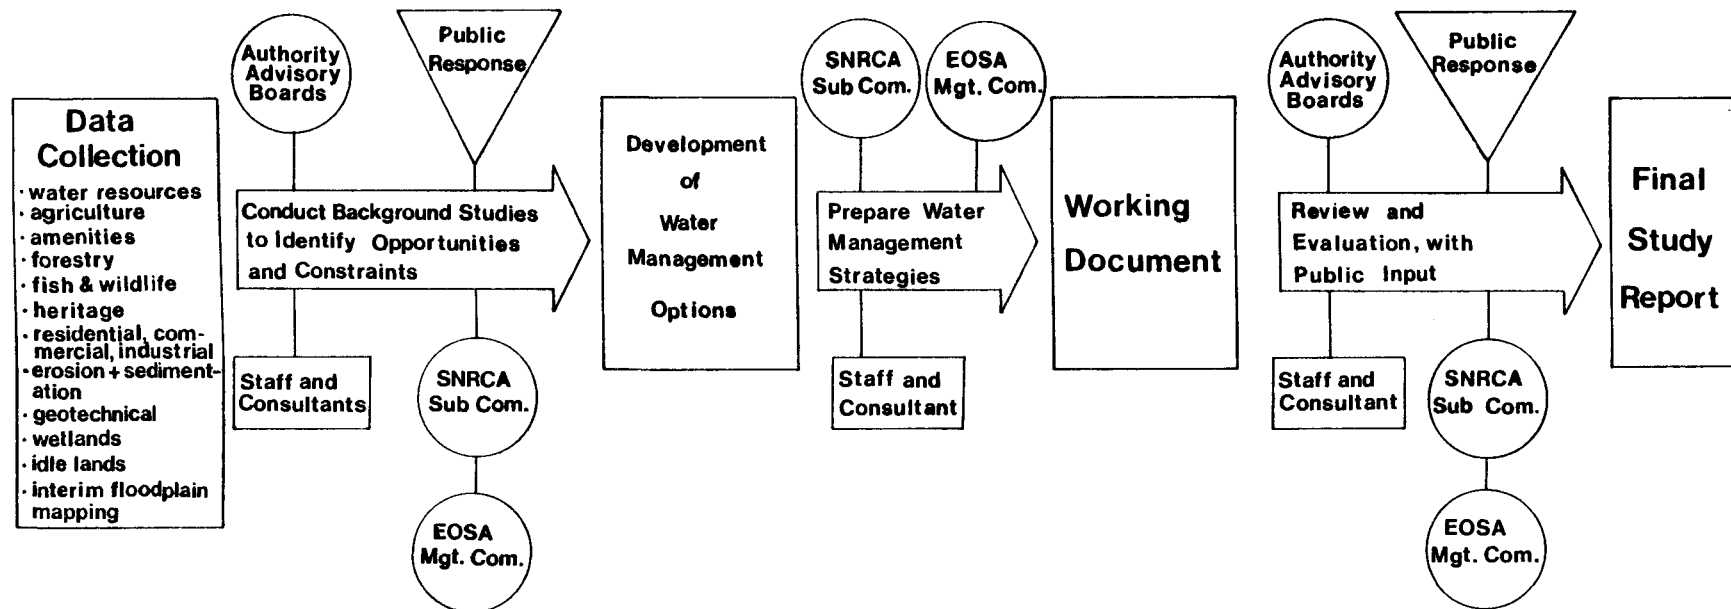 Data
Collection
· water resources
· agriculture
· amenities
· forestry
· fish & wildlife
· heritage
· residential, com-
mercial, industrial
· erosion + sediment-
ation
· geotechnical
· wetlands
· idle lands
· interim floodplain
mapping
Authority
Advisory
Boards
Public
Response
Conduct Background Studies
to Identify Opportunities
and Constraints
Staff and
Consultants
SNRCA
Sub Com.
EOSA
Mgt. Com.
Development
of
Water
Management
Options
SNRCA
Sub Com.
EOSA
Mgt. Com.
Prepare Water
Management
Strategies
Staff and
Consultant
Working
Document
Authority
Advisory
Boards
Public
Response
Review and
Evaluation, with
Public Input
Staff and
Consultant
SNRCA
Sub Com.
EOSA
Mgt. Com.
Final
Study
Report